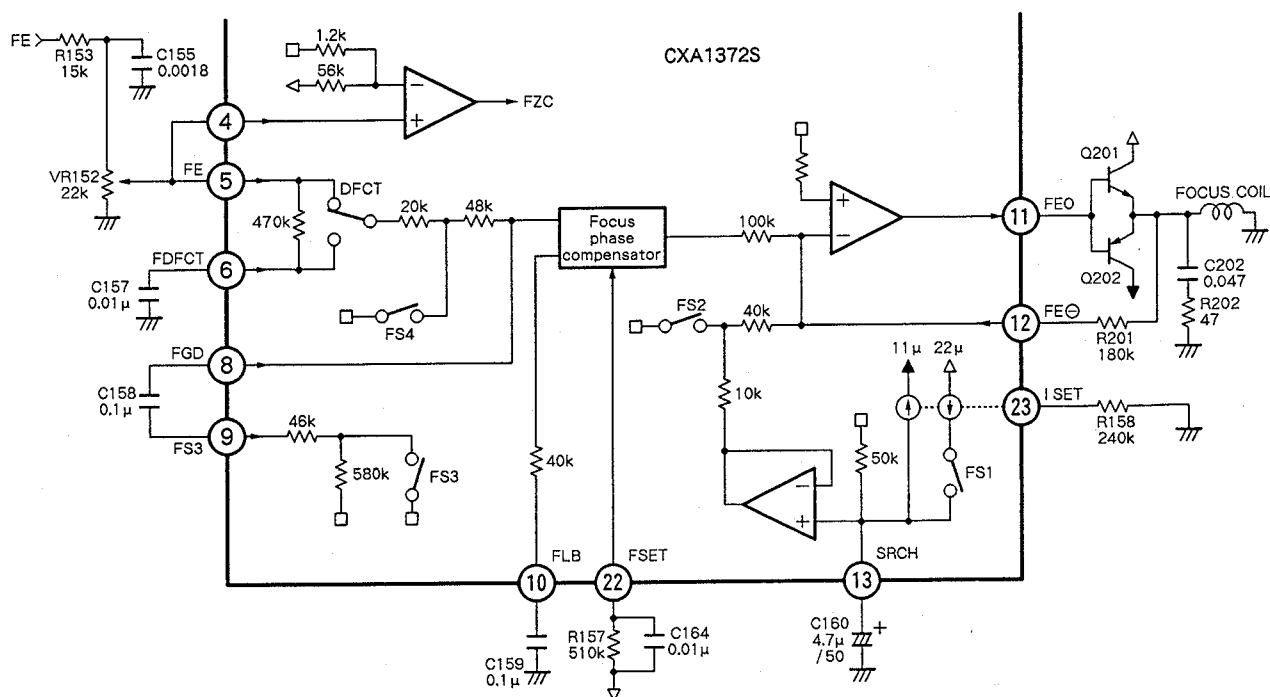 CXA1372S
FE
R153
15k
C155
0.0018
1.2k
56k
−
+
FZC
4
FE
5
VR152
22k
DFCT
470k
20k
48k
Focus
phase
compensator
100k
+
−
11
FEO
Q201
Q202
FOCUS COIL
FDFCT
6
C157
0.01μ
FS4
FS2
40k
12
FE⊖
R201
180k
C202
0.047
R202
47
FGD
8
C158
0.1μ
FS3
9
46k
580k
FS3
40k
10k
11μ
22μ
23
I SET
R158
240k
50k
FS1
−
+
FLB
10
FSET
22
SRCH
13
C159
0.1μ
R157
510k
C164
0.01μ
C160
4.7μ
/50
+